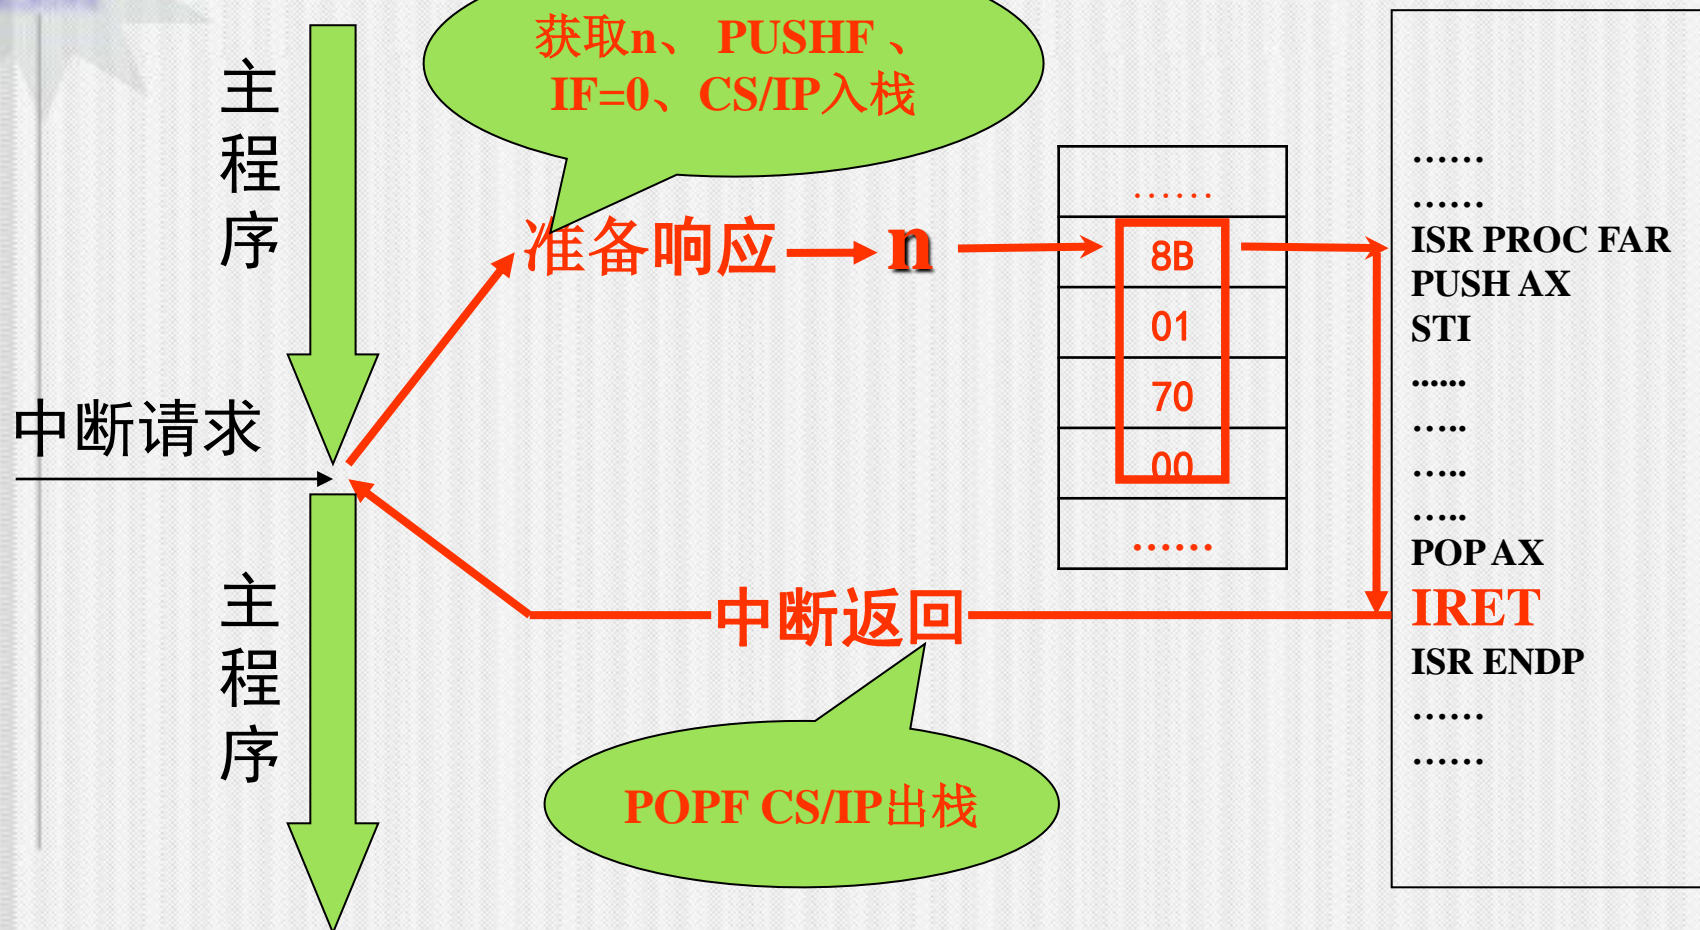 获取n、 PUSHF 、
IF=0、CS/IP入栈
主
程
序
准备响应
n
中断请求
……
8B
01
70
00
……
……
……
ISR PROC FAR
PUSH AX
STI
......
…..
…..
…..
POP AX
IRET
ISR ENDP
……
……
中断返回
主
程
序
POPF CS/IP出栈